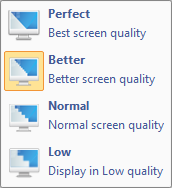 Perfect
Best screen quality
Better
Better screen quality
Normal
Normal screen quality
Low
Display in Low quality